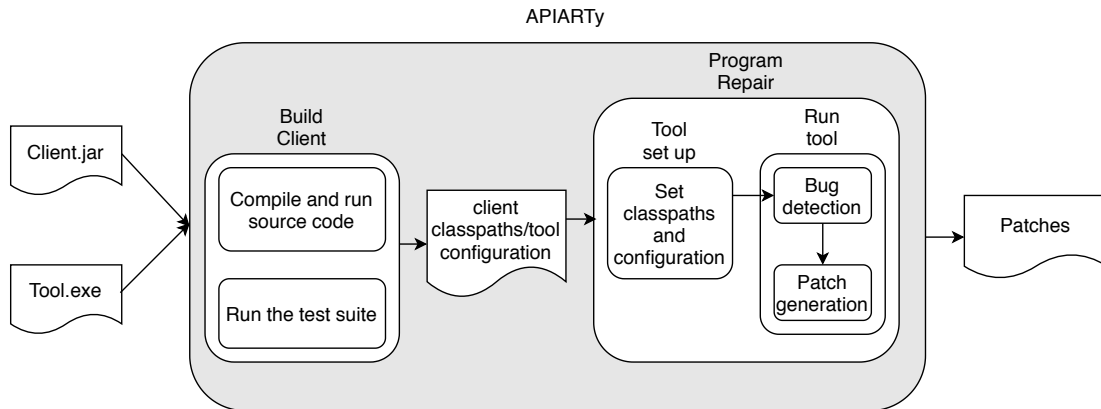 APIARTy
Client.jar
Tool.exe
Build
Client
Compile and run
source code
Run the test suite
client
classpaths/tool
configuration
Program
Repair
Tool
set up
Set
classpaths
and
configuration
Run
tool
Bug
detection
Patch
generation
Patches